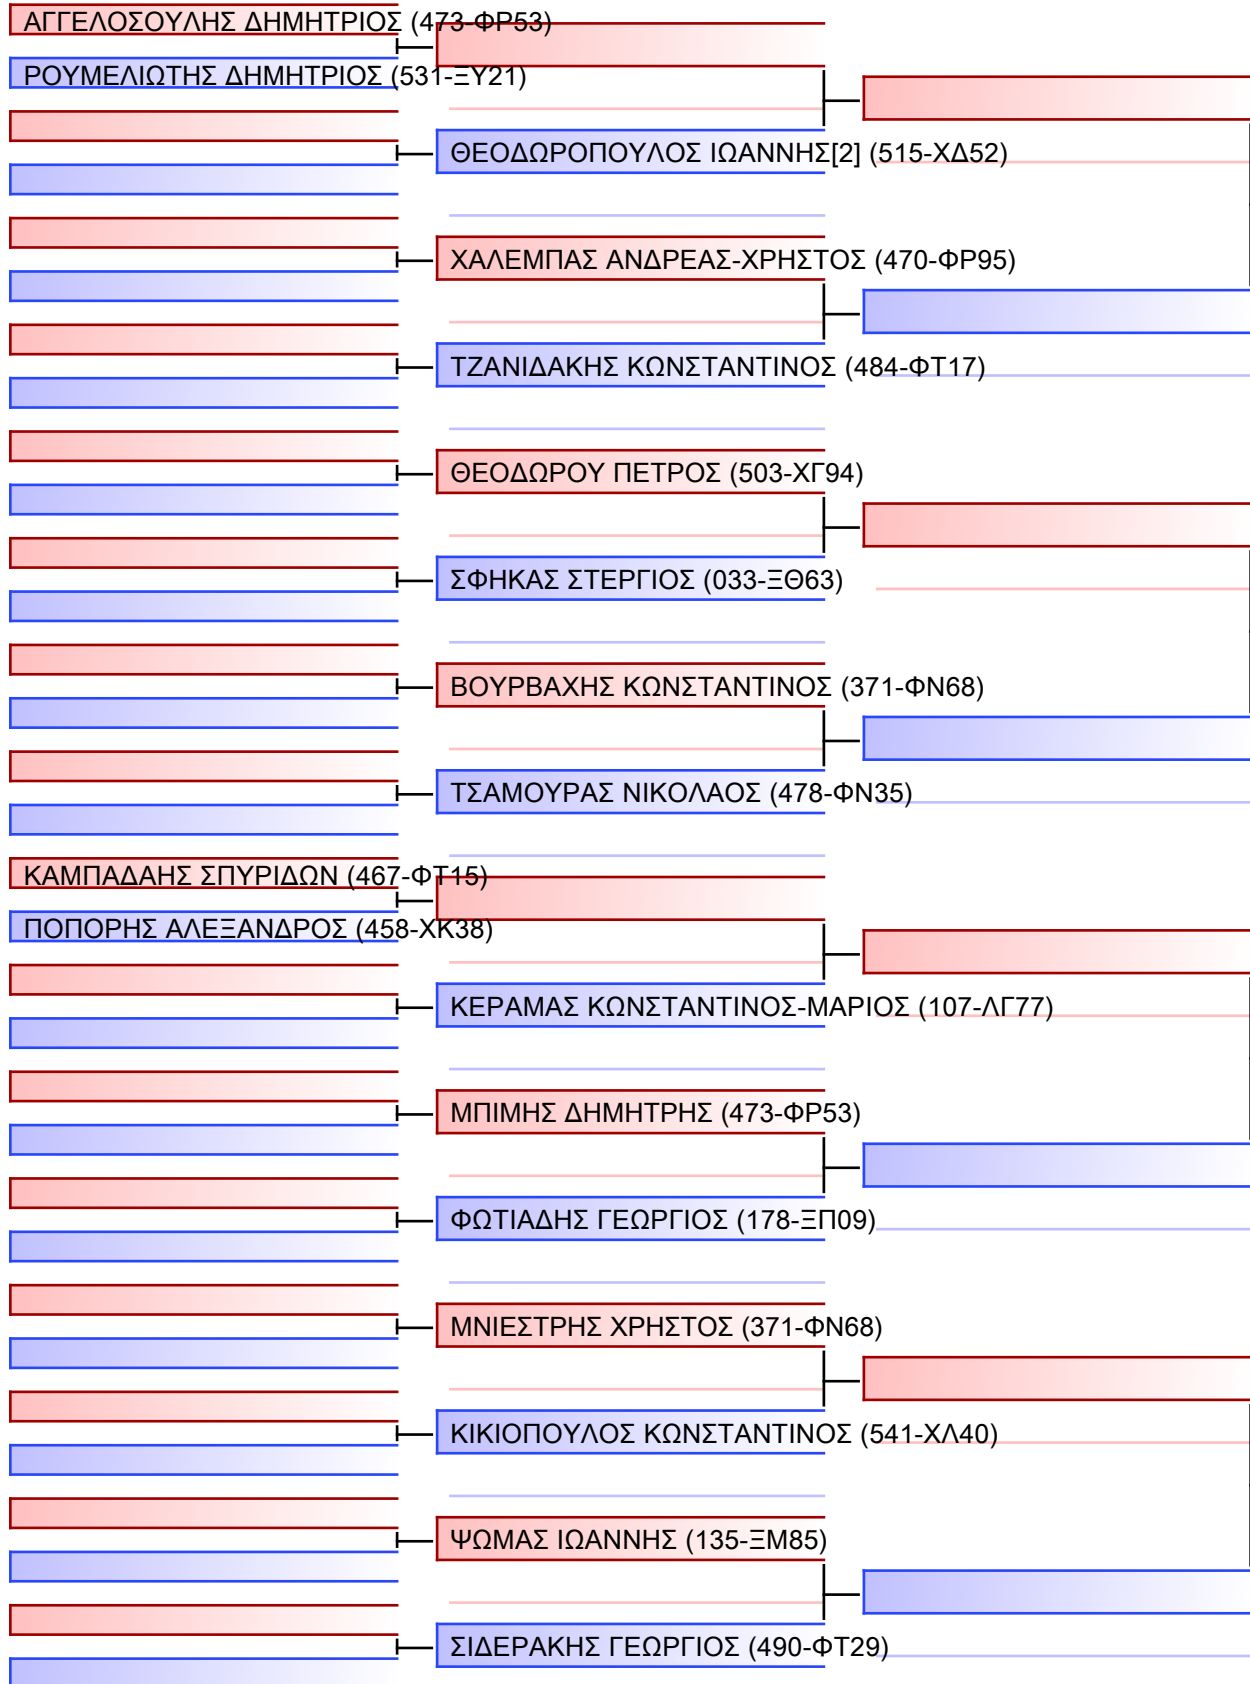 ΑΓΓΕΛΟΣΟΥΛΗΣ ΔΗΜΗΤΡΙΟΣ (473-ΦΡ53)
ΡΟΥΜΕΛΙΩΤΗΣ ΔΗΜΗΤΡΙΟΣ (531-ΞΥ21)
ΘΕΟΔΩΡΟΠΟΥΛΟΣ ΙΩΑΝΝΗΣ[2] (515-ΧΔ52)
ΧΑΛΕΜΠΑΣ ΑΝΔΡΕΑΣ-ΧΡΗΣΤΟΣ (470-ΦΡ95)
ΤΖΑΝΙΔΑΚΗΣ ΚΩΝΣΤΑΝΤΙΝΟΣ (484-ΦΤ17)
ΘΕΟΔΩΡΟΥ ΠΕΤΡΟΣ (503-ΧΓ94)
ΣΦΗΚΑΣ ΣΤΕΡΓΙΟΣ (033-ΞΘ63)
ΒΟΥΡΒΑΧΗΣ ΚΩΝΣΤΑΝΤΙΝΟΣ (371-ΦΝ68)
ΤΣΑΜΟΥΡΑΣ ΝΙΚΟΛΑΟΣ (478-ΦΝ35)
ΚΑΜΠΑΔΑΗΣ ΣΠΥΡΙΔΩΝ (467-ΦΤ15)
ΠΟΠΟΡΗΣ ΑΛΕΞΑΝΔΡΟΣ (458-ΧΚ38)
ΚΕΡΑΜΑΣ ΚΩΝΣΤΑΝΤΙΝΟΣ-ΜΑΡΙΟΣ (107-ΛΓ77)
ΜΠΙΜΗΣ ΔΗΜΗΤΡΗΣ (473-ΦΡ53)
ΦΩΤΙΑΔΗΣ ΓΕΩΡΓΙΟΣ (178-ΞΠ09)
ΜΝΙΕΣΤΡΗΣ ΧΡΗΣΤΟΣ (371-ΦΝ68)
ΚΙΚΙΟΠΟΥΛΟΣ ΚΩΝΣΤΑΝΤΙΝΟΣ (541-ΧΛ40)
ΨΩΜΑΣ ΙΩΑΝΝΗΣ (135-ΞΜ85)
ΣΙΔΕΡΑΚΗΣ ΓΕΩΡΓΙΟΣ (490-ΦΤ29)